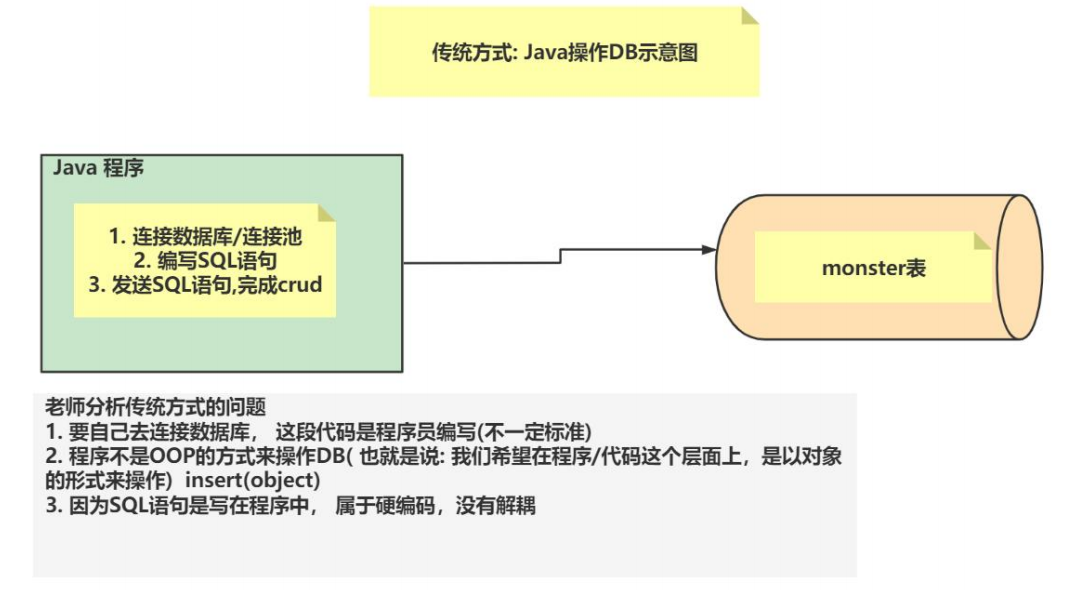 传统方式: Java操作DB示意图
Java 程序
1. 连接数据库/连接池
2. 编写SQL语句
3. 发送SQL语句,完成crud
monster表
老师分析传统方式的问题
1. 要自己去连接数据库， 这段代码是程序员编写(不一定标准)
2. 程序不是OOP的方式来操作DB( 也就是说: 我们希望在程序/代码这个层面上，是以对象
的形式来操作)  insert(object)
3. 因为SQL语句是写在程序中， 属于硬编码，没有解耦